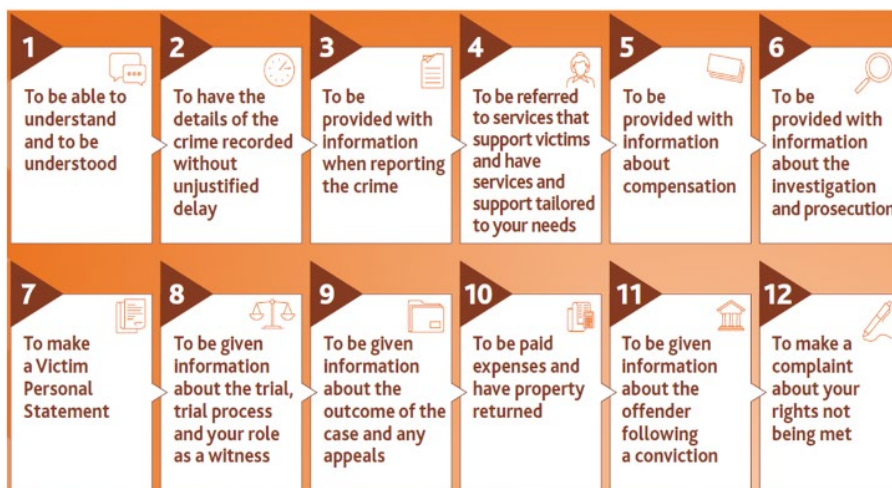 1
To be able to
understand
and to be
understood
2
To have the
details of the
crime recorded
without
unjustified
delay
3
To be
provided with
information
when reporting
the crime
4
To be referred
to services that
support victims
and have
services and
support tailored
to your needs
5
To be
provided with
information
about
compensation
6
To be
provided with
information
about the
investigation
and prosecution
7
To make
a Victim
Personal
Statement
8
To be given
information
about the trial,
trial process
and your role
as a witness
9
To be given
information
about the
outcome of the
case and any
appeals
10
To be paid
expenses and
have property
returned
11
To be given
information
about the
offender
following
a conviction
12
To make a
complaint
about your
rights not
being met